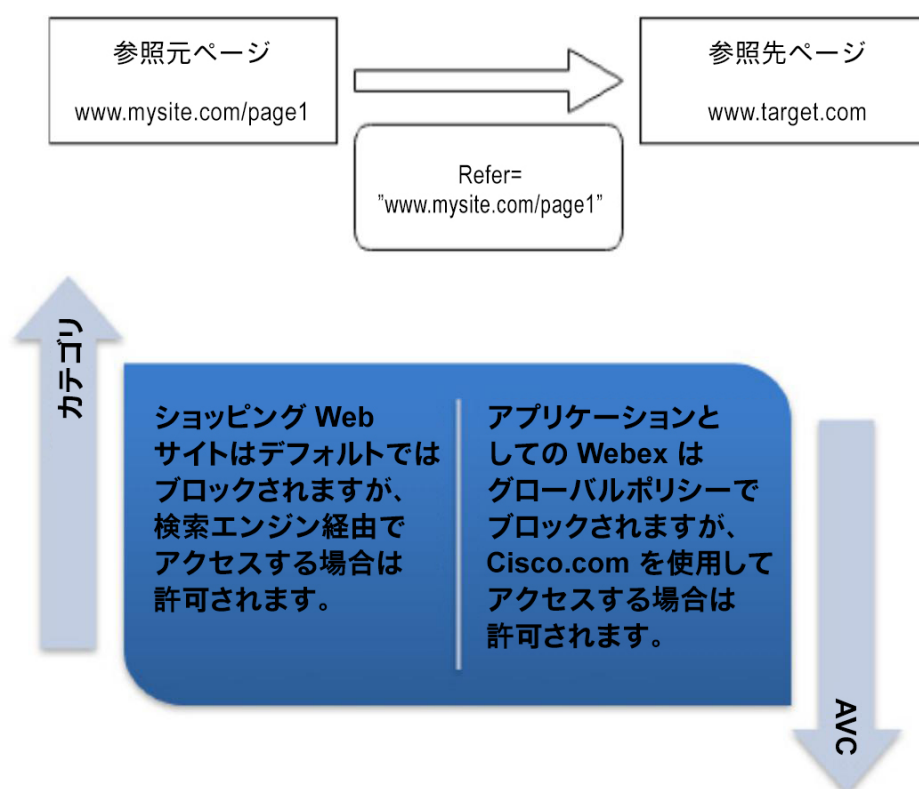 参照元ページ
www.mysite.com/page1
参照先ページ
www.target.com
Refer=
”www.mysite.com/page1”
カテゴリ
ショッピング Web
サイトはデフォルトでは
ブロックされますが、
検索エンジン経由で
アクセスする場合は
許可されます。
アプリケーションと
しての Webex は
グローバルポリシーで
ブロックされますが、
Cisco.com を使用して
アクセスする場合は
許可されます。
AVC